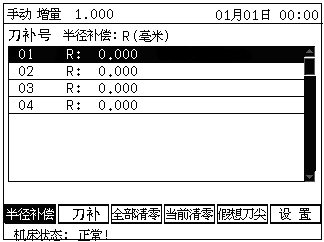 手动 增量 1.000 01月01日 00:00
刀补号 半径补偿: R(毫米)
01 R: 0.000
02 R: 0.000
03 R: 0.000
04 R: 0.000
半径补偿 刀补 全部清零 当前清零 假想刀尖 设 置
机床状态: 正常!